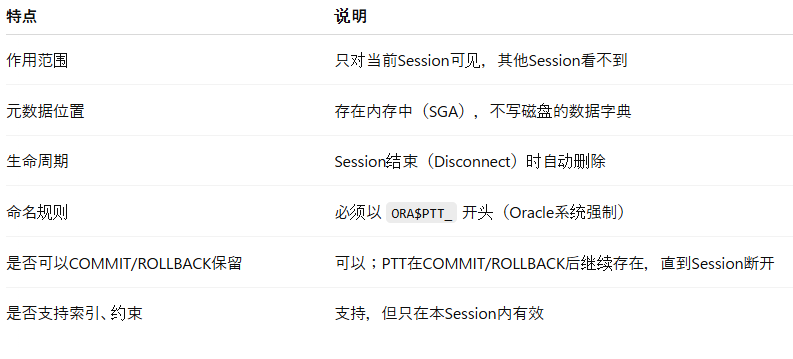 特点 说明
作用范围 只对当前Session可见，其他Session看不到
元数据位置 存在内存中（SGA），不写磁盘的数据字典
生命周期 Session结束（Disconnect）时自动删除
命名规则 必须以 ORA$PTT_ 开头（Oracle系统强制）
是否可以COMMIT/ROLLBACK保留 可以；PTT在COMMIT/ROLLBACK后继续存在，直到Session断开
是否支持索引、约束 支持，但只在本Session内有效